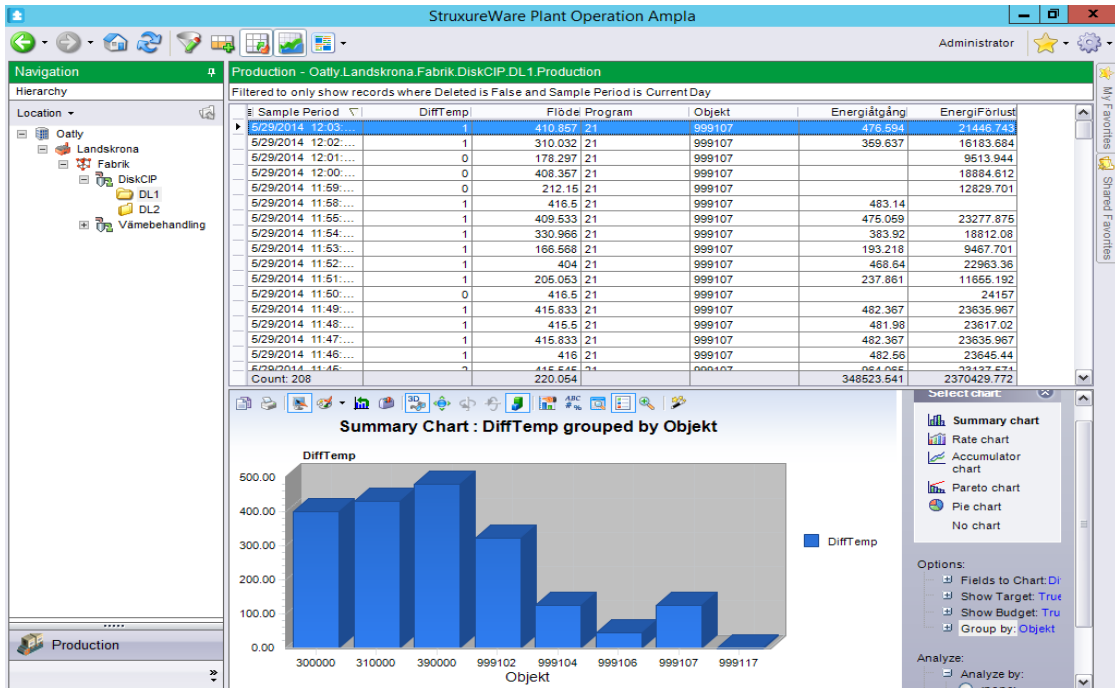 StruxureWare Plant Operation Ampla
Administrator
Navigation
Hierarchy
Location
Oatly
Landskrona
Fabrik
DiskCIP
DL1
DL2
Vämebehandling
Production
Production - Oatly.Landskrona.Fabrik.DiskCIP.DL1.Production
Filtered to only show records where Deleted is False and Sample Period is Current Day
Sample Period DiffTemp Flöde Program Objekt Energiåtgång EnergiFörlust
5/29/2014 12:03:... 1 410.857 21 999107 476.594 21446.743
5/29/2014 12:02:... 1 310.032 21 999107 359.637 16183.684
5/29/2014 12:01:... 0 178.297 21 999107 9513.944
5/29/2014 12:00:... 0 408.357 21 999107 18884.612
5/29/2014 11:59:... 0 212.15 21 999107 12829.701
5/29/2014 11:58:... 1 416.5 21 999107 483.14
5/29/2014 11:55:... 1 409.533 21 999107 475.059 23277.875
5/29/2014 11:54:... 1 330.966 21 999107 383.92 18812.08
5/29/2014 11:53:... 1 166.568 21 999107 193.218 9467.701
5/29/2014 11:52:... 1 404 21 999107 468.64 22963.36
5/29/2014 11:51:... 1 205.053 21 999107 237.861 11655.192
5/29/2014 11:50:... 0 416.5 21 999107 24157
5/29/2014 11:49:... 1 415.833 21 999107 482.367 23635.967
5/29/2014 11:48:... 1 415.5 21 999107 481.98 23617.02
5/29/2014 11:47:... 1 415.833 21 999107 482.367 23635.967
5/29/2014 11:46:... 1 416 21 999107 482.56 23645.44
Count: 208 220.054 348523.541 2370429.772
My Favorites
Shared Favorites
3D
ABC
Summary Chart : DiffTemp grouped by Objekt
DiffTemp
500.00
400.00
300.00
200.00
100.00
0.00
300000 310000 390000 999102 999104 999106 999107 999117
Objekt
DiffTemp
Select chart:
Summary chart
Rate chart
Accumulator
chart
Pareto chart
Pie chart
No chart
Options:
Fields to Chart: Di
Show Target: True
Show Budget: Tru
Group by: Objekt
Analyze:
Analyze by: